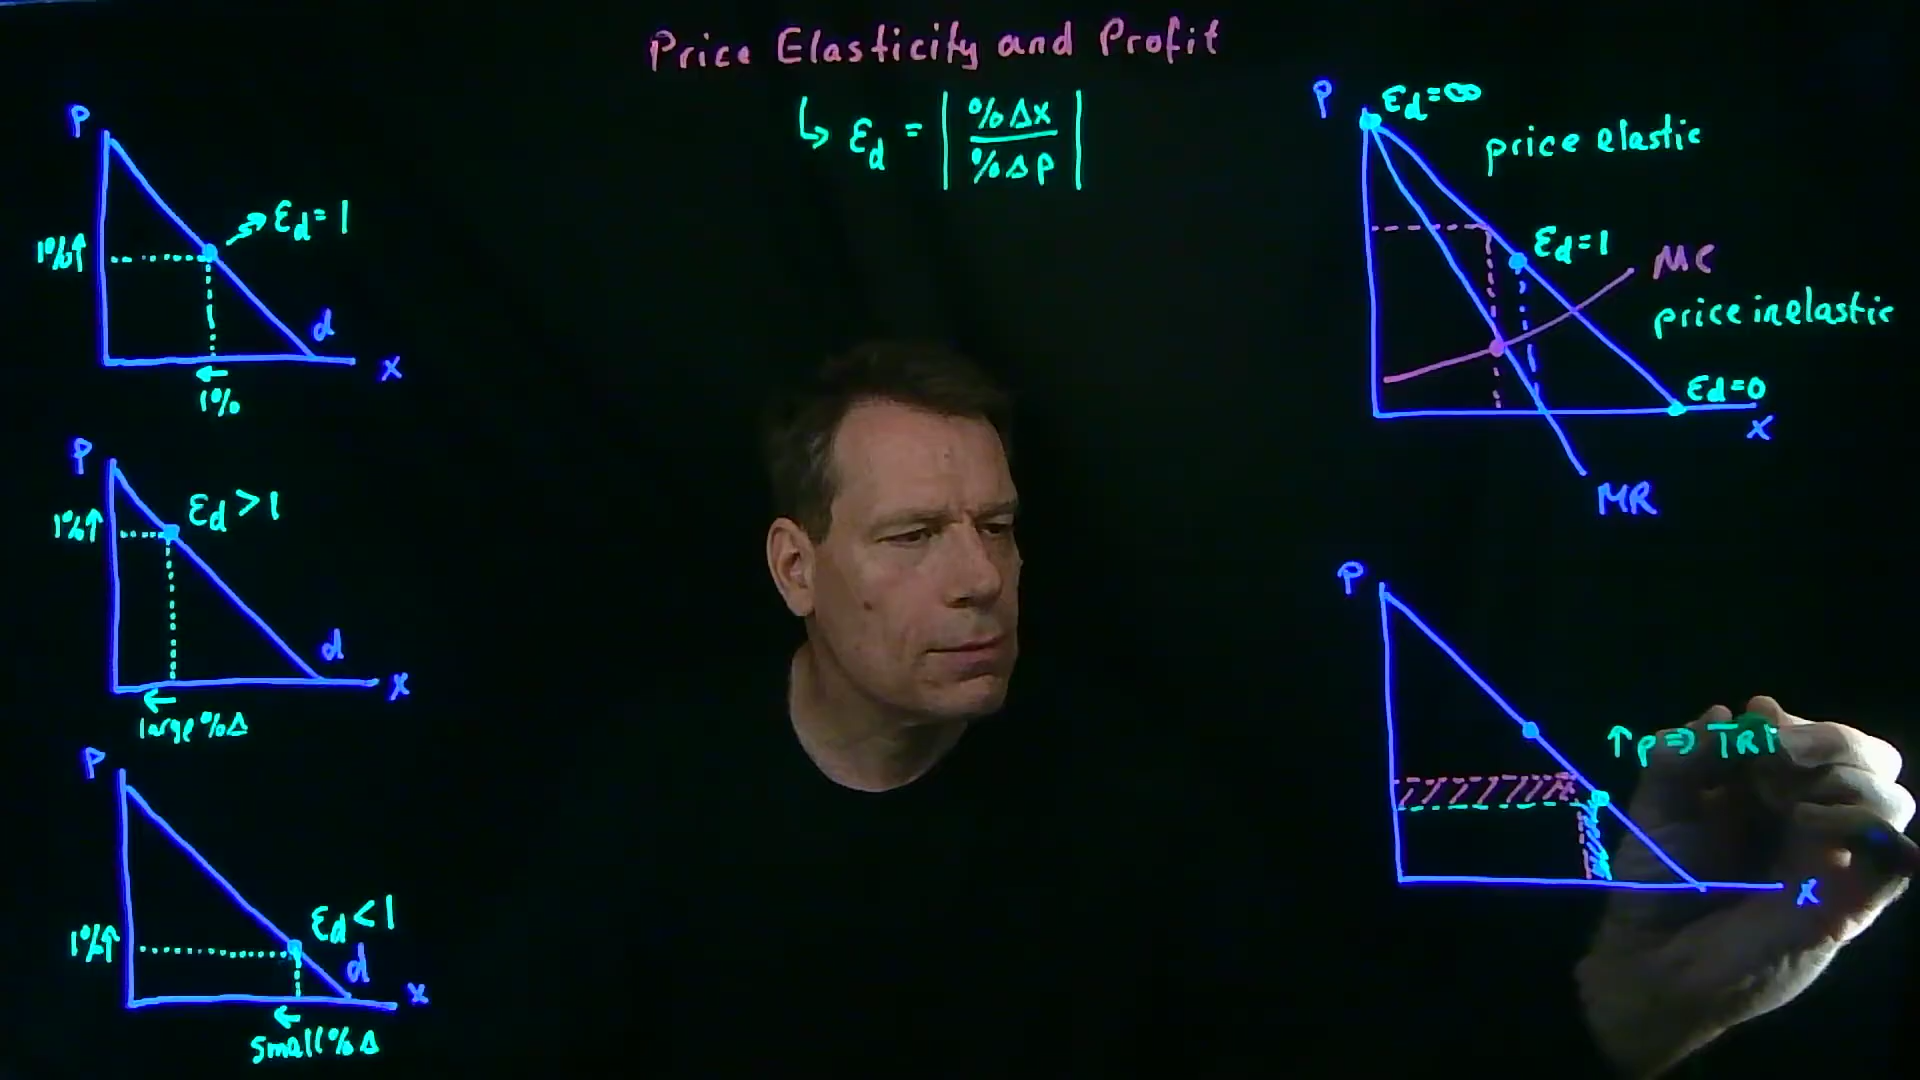 Price Elasticity and Profit
↳ εd = | %Δx / %Δp |
P
1%↑
εd = 1
d
x
1%
P
1%↑
εd > 1
d
x
large %Δ
P
1%↑
εd < 1
d
x
small % Δ
P
εd = ∞
price elastic
εd = 1
MC
price inelastic
εd = 0
x
MR
P
↑ p ⇒ TR↑
x